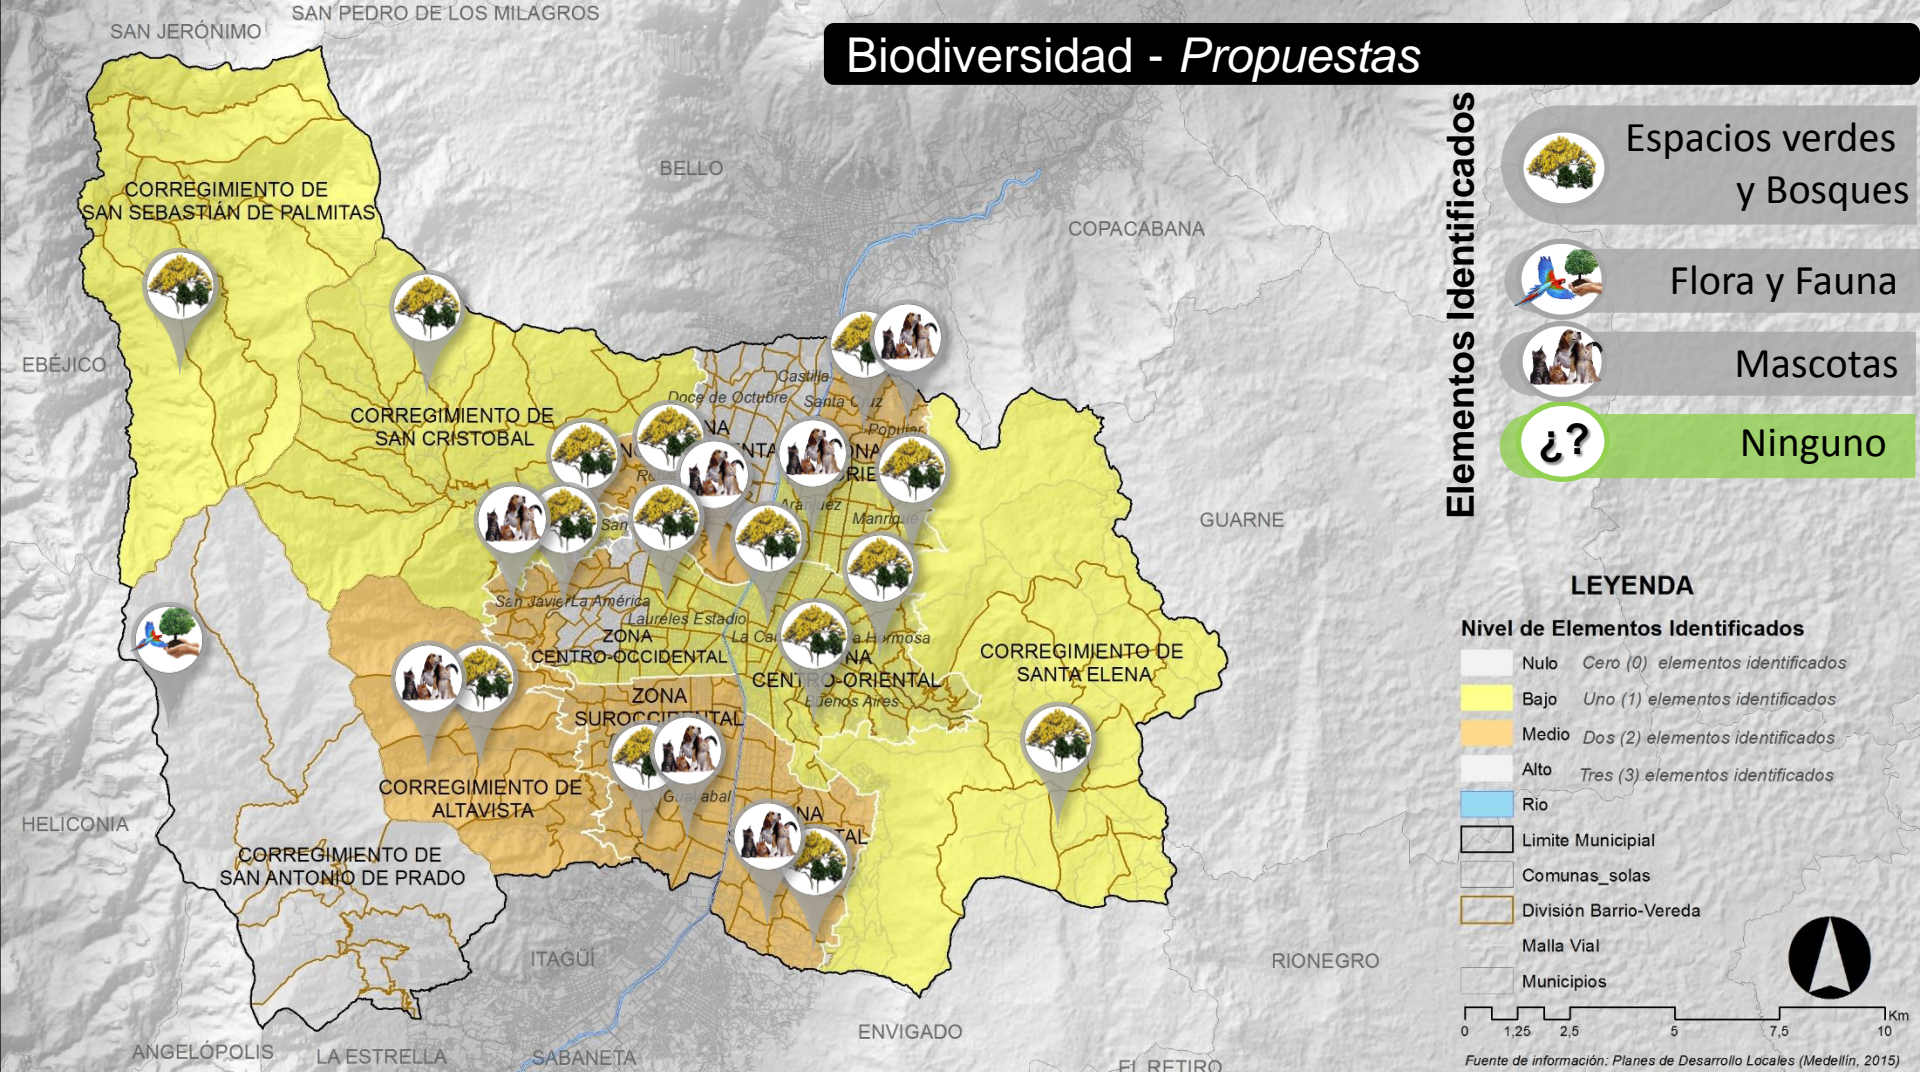 SAN PEDRO DE LOS MILAGROS
SAN JERÓNIMO
Biodiversidad - Propuestas
Elementos Identificados
Espacios verdes
y Bosques
Flora y Fauna
Mascotas
¿?
Ninguno
BELLO
COPACABANA
GUARNE
EBÉJICO
HELICONIA
ANGELÓPOLIS
LA ESTRELLA
SABANETA
ITAGÜÍ
ENVIGADO
EL RETIRO
RIONEGRO
CORREGIMIENTO DE
SAN SEBASTIÁN DE PALMITAS
CORREGIMIENTO DE
SAN CRISTOBAL
Castilla
Doce de Octubre
Santa Cruz
Popular
Aranjuez
Manrique
San Javier
La América
Laureles Estadio
ZONA
CENTRO-OCCIDENTAL
CENTRO-ORIENTAL
Buenos Aires
CORREGIMIENTO DE
SANTA ELENA
ZONA
SUROCCIDENTAL
Guayabal
CORREGIMIENTO DE
ALTAVISTA
CORREGIMIENTO DE
SAN ANTONIO DE PRADO
LEYENDA
Nivel de Elementos Identificados
Nulo Cero (0) elementos identificados
Bajo Uno (1) elementos identificados
Medio Dos (2) elementos identificados
Alto Tres (3) elementos identificados
Rio
Limite Municipial
Comunas_solas
División Barrio-Vereda
Malla Vial
Municipios
0 1,25 2,5 5 7,5 10 Km
Fuente de información: Planes de Desarrollo Locales (Medellín, 2015)